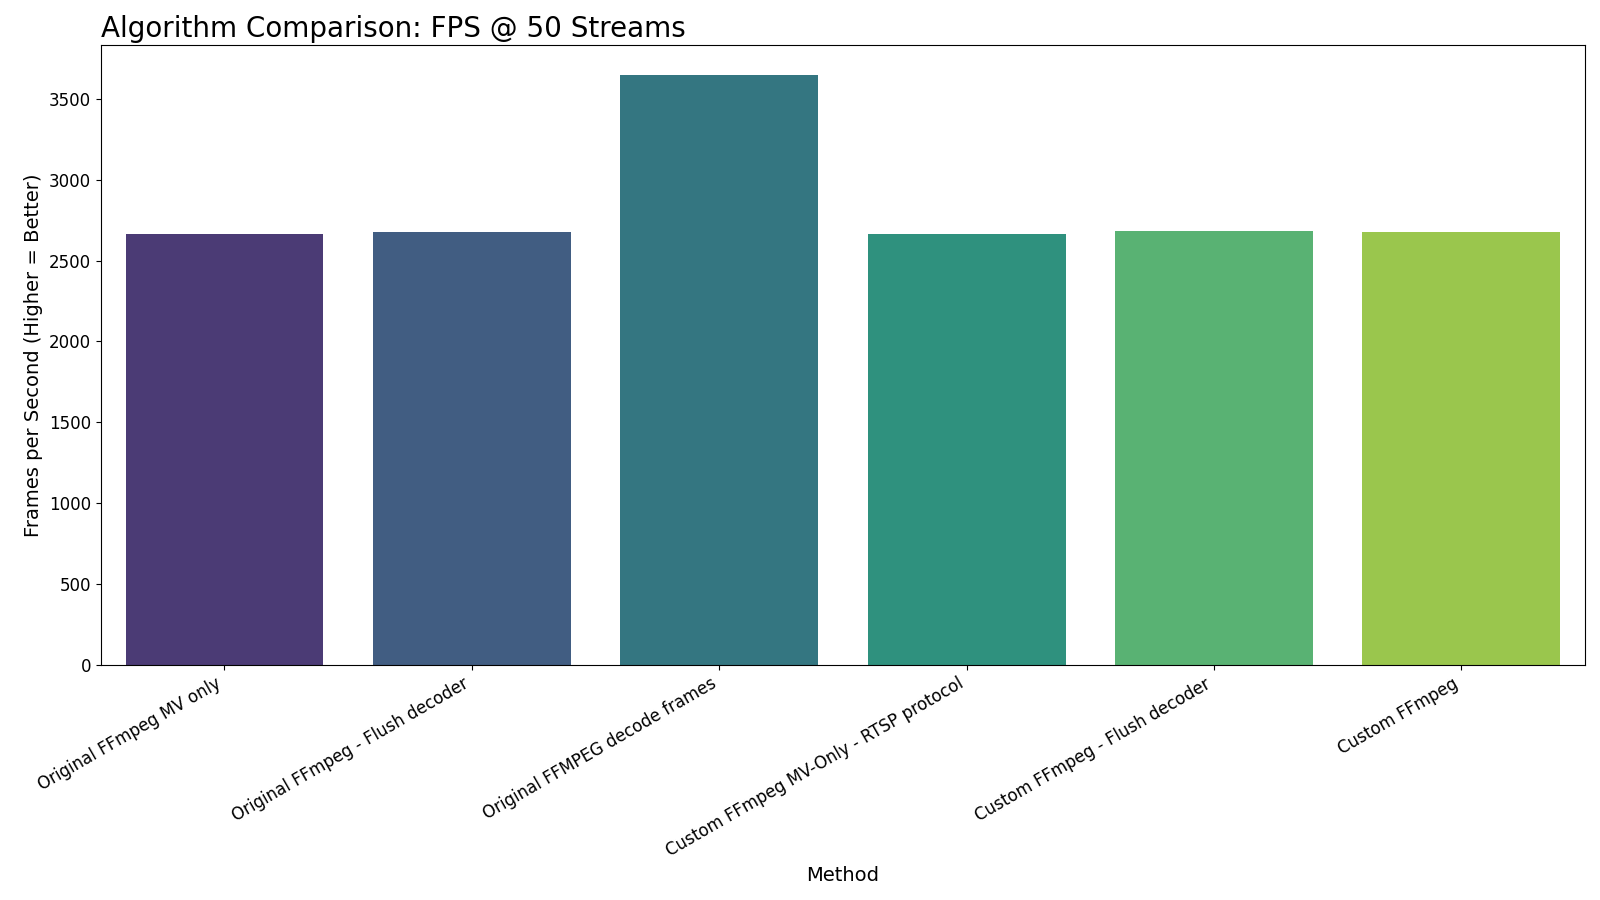 Algorithm Comparison: FPS @ 50 Streams
Frames per Second (Higher = Better)
3500
3000
2500
2000
1500
1000
500
0
Original FFmpeg MV only
Original FFmpeg - Flush decoder
Original FFMPEG decode frames
Custom FFmpeg MV-Only - RTSP protocol
Custom FFmpeg - Flush decoder
Custom FFmpeg
Method